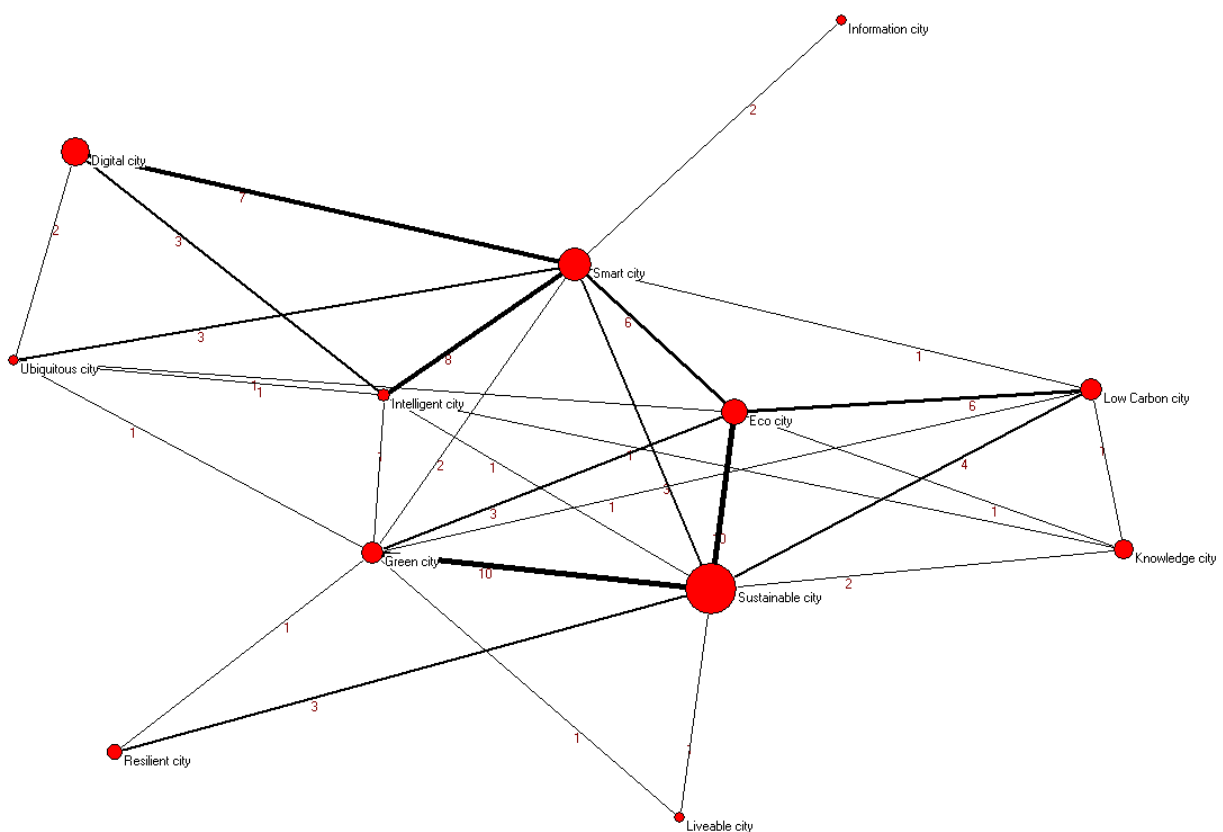 Information city
2
Digital city
7
2
3
Smart city
6
3
8
1
Ubiquitous city
1
1
Intelligent city
Low Carbon city
6
Eco city
1
1
2
1
1
4
1
3
1
3
1
Green city
10
Knowledge city
2
Sustainable city
1
3
1
Resilient city
Liveable city